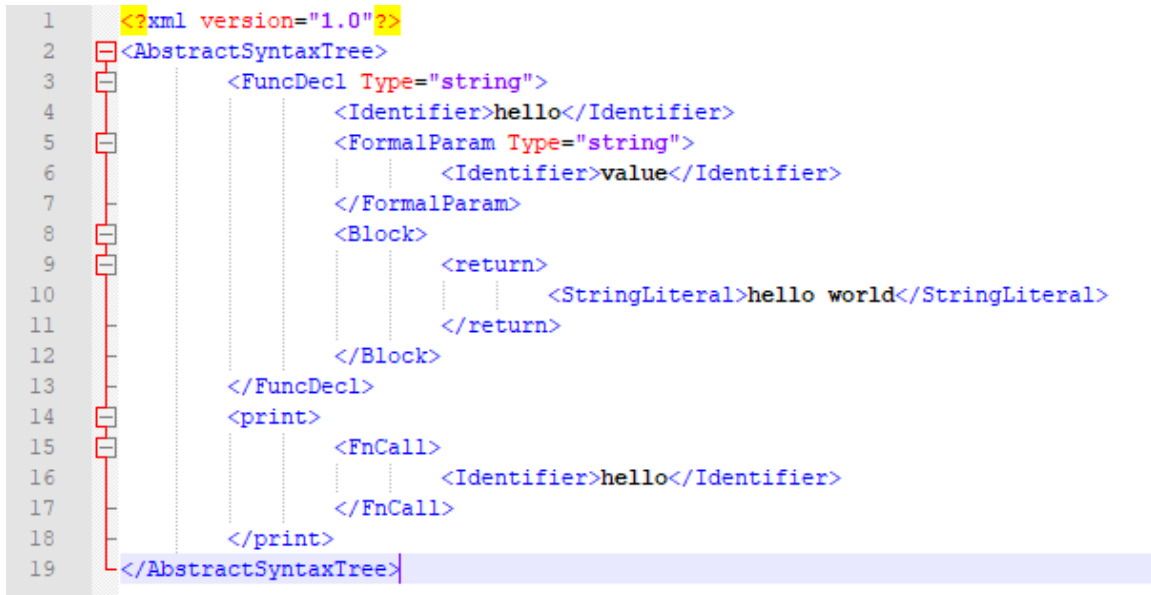 1 <?xml version="1.0"?>
2 <AbstractSyntaxTree>
3 <FuncDecl Type="string">
4 <Identifier>hello</Identifier>
5 <FormalParam Type="string">
6 <Identifier>value</Identifier>
7 </FormalParam>
8 <Block>
9 <return>
10 <StringLiteral>hello world</StringLiteral>
11 </return>
12 </Block>
13 </FuncDecl>
14 <print>
15 <FnCall>
16 <Identifier>hello</Identifier>
17 </FnCall>
18 </print>
19 </AbstractSyntaxTree>